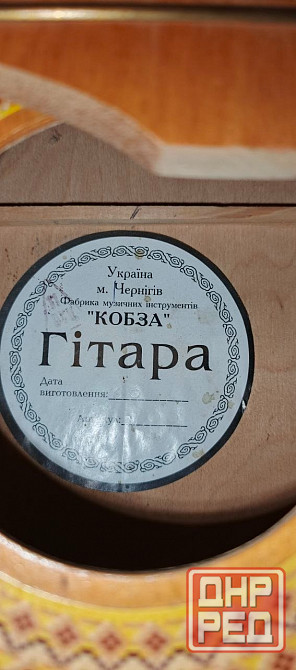 Україна
м. Чернігів
Фабрика музичних інструментів
"КОБЗА"
Гітара
Дата
виготовлення:
ДНР
РЕД